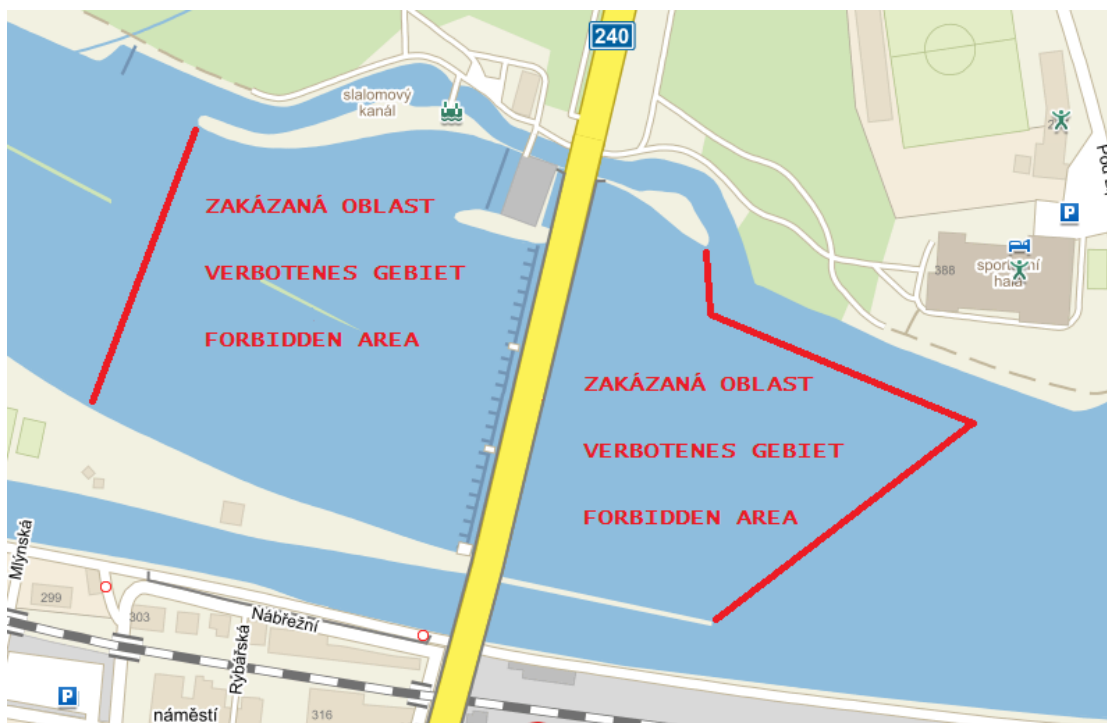 240
slalomový
kanál
ZAKÁZANÁ OBLAST
VERBOTENES GEBIET
FORBIDDEN AREA
P
388
hala
ZAKÁZANÁ OBLAST
VERBOTENES GEBIET
FORBIDDEN AREA
Mlýnská
299
303
Nábřežní
Rybářská
P
náměstí
316